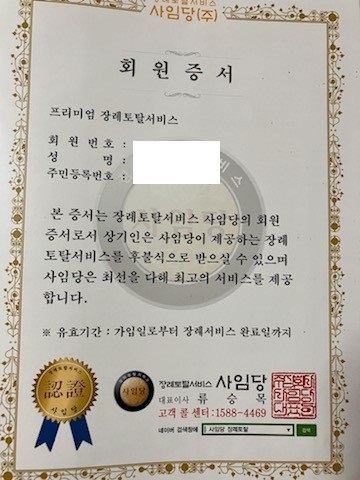 장례토탈서비스
사임당(주)
회원증서
프리미엄 장례토탈서비스
회 원 번 호 :
성 명 :
주민등록번호 :
본 증서는 장례토탈서비스 사임당의 회원
증서로서 상기인은 사임당이 제공하는 장례
토탈서비스를 후불식으로 받으실 수 있으며
사임당은 최선을 다해 최고의 서비스를 제공
합니다.
※ 유효기간 : 가입일로부터 장례서비스 완료일까지
認證
사임당
사임당
장례토탈서비스 사임당
대표이사 류 승 목
고객 콜 센터 : 1588-4469
네이버 검색창에 사임당 장례토탈 검색